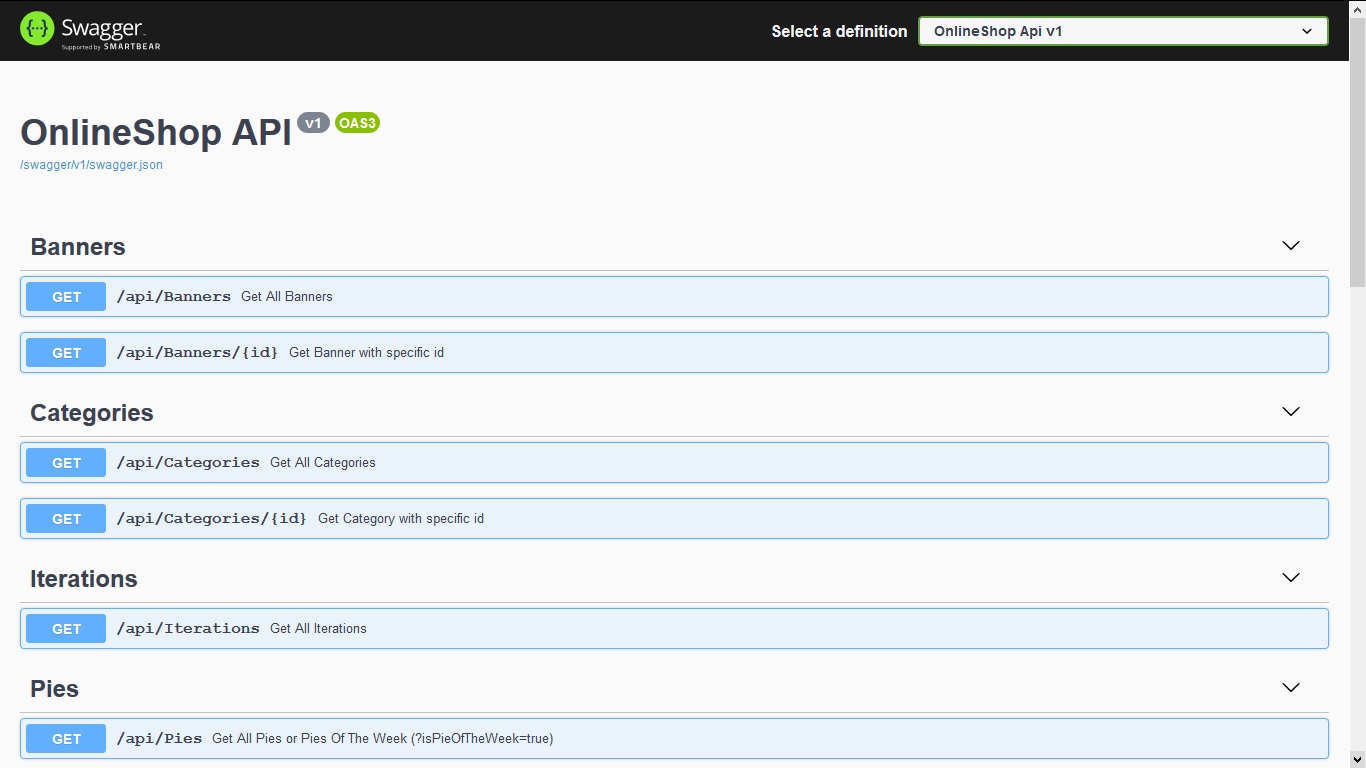 Swagger
Supported by SMARTBEAR
Select a definition
OnlineShop Api v1
OnlineShop API v1 OAS3
/swagger/v1/swagger.json
Banners
GET /api/Banners Get All Banners
GET /api/Banners/{id} Get Banner with specific id
Categories
GET /api/Categories Get All Categories
GET /api/Categories/{id} Get Category with specific id
Iterations
GET /api/Iterations Get All Iterations
Pies
GET /api/Pies Get All Pies or Pies Of The Week (?isPieOfTheWeek=true)